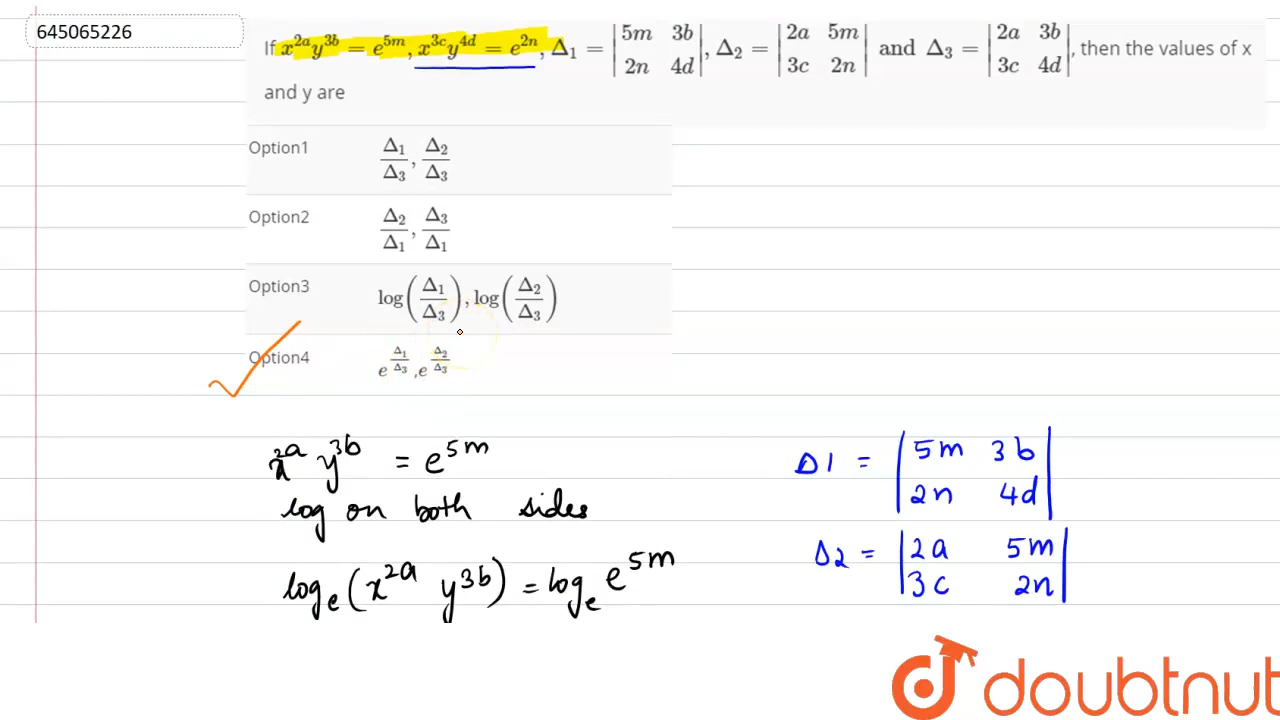 645065226
If x^{2a}y^{3b} = e^{5m}, x^{3c}y^{4d} = e^{2n}, Δ₁ = |5m 3b; 2n 4d|, Δ₂ = |2a 5m; 3c 2n| and Δ₃ = |2a 3b; 3c 4d|, then the values of x
and y are
Option1 Δ₁/Δ₃, Δ₂/Δ₃
Option2 Δ₂/Δ₁, Δ₃/Δ₁
Option3 log(Δ₁/Δ₃), log(Δ₂/Δ₃)
Option4 e^{Δ₁/Δ₃}, e^{Δ₂/Δ₃}
x^{2a} y^{3b} = e^{5m}
log on both sides
log_e (x^{2a} y^{3b}) = log_e e^{5m}
Δ1 = |5m 3b; 2n 4d|
Δ2 = |2a 5m; 3c 2n|
doubtnut